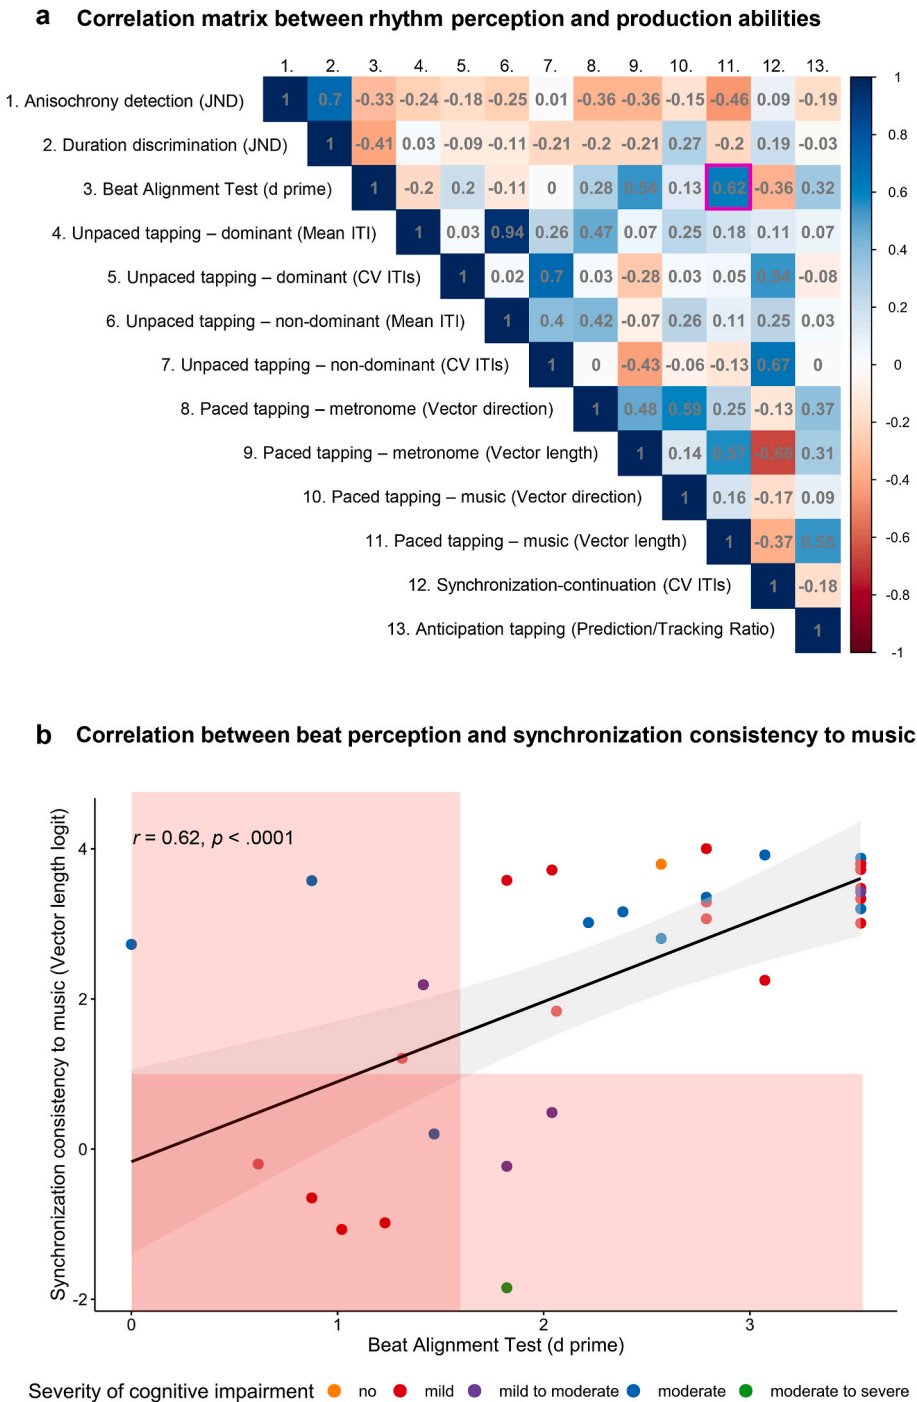 a Correlation matrix between rhythm perception and production abilities
1. 2. 3. 4. 5. 6. 7. 8. 9. 10. 11. 12. 13.
1. Anisochrony detection (JND) 1 0.7 -0.33 -0.24 -0.18 -0.25 0.01 -0.36 -0.36 -0.15 -0.46 0.09 -0.19
2. Duration discrimination (JND) 1 -0.41 0.03 -0.09 -0.11 -0.21 -0.2 -0.21 0.27 -0.2 0.19 -0.03
3. Beat Alignment Test (d prime) 1 -0.2 0.2 -0.11 0 0.28 0.54 0.13 0.62 -0.36 0.32
4. Unpaced tapping – dominant (Mean ITI) 1 0.03 0.94 0.26 0.47 0.07 0.25 0.18 0.11 0.07
5. Unpaced tapping – dominant (CV ITIs) 1 0.02 0.7 0.03 -0.28 0.03 0.05 0.54 -0.08
6. Unpaced tapping – non-dominant (Mean ITI) 1 0.4 0.42 -0.07 0.26 0.11 0.25 0.03
7. Unpaced tapping – non-dominant (CV ITIs) 1 0 -0.43 -0.06 -0.13 0.67 0
8. Paced tapping – metronome (Vector direction) 1 0.48 0.59 0.25 -0.13 0.37
9. Paced tapping – metronome (Vector length) 1 0.14 0.57 -0.66 0.31
10. Paced tapping – music (Vector direction) 1 0.16 -0.17 0.09
11. Paced tapping – music (Vector length) 1 -0.37 0.55
12. Synchronization-continuation (CV ITIs) 1 -0.18
13. Anticipation tapping (Prediction/Tracking Ratio) 1
1
0.8
0.6
0.4
0.2
0
-0.2
-0.4
-0.6
-0.8
-1
b Correlation between beat perception and synchronization consistency to music
Synchronization consistency to music (Vector length logit)
r = 0.62, p < .0001
4
2
0
-2
0 1 2 3
Beat Alignment Test (d prime)
Severity of cognitive impairment no mild mild to moderate moderate moderate to severe